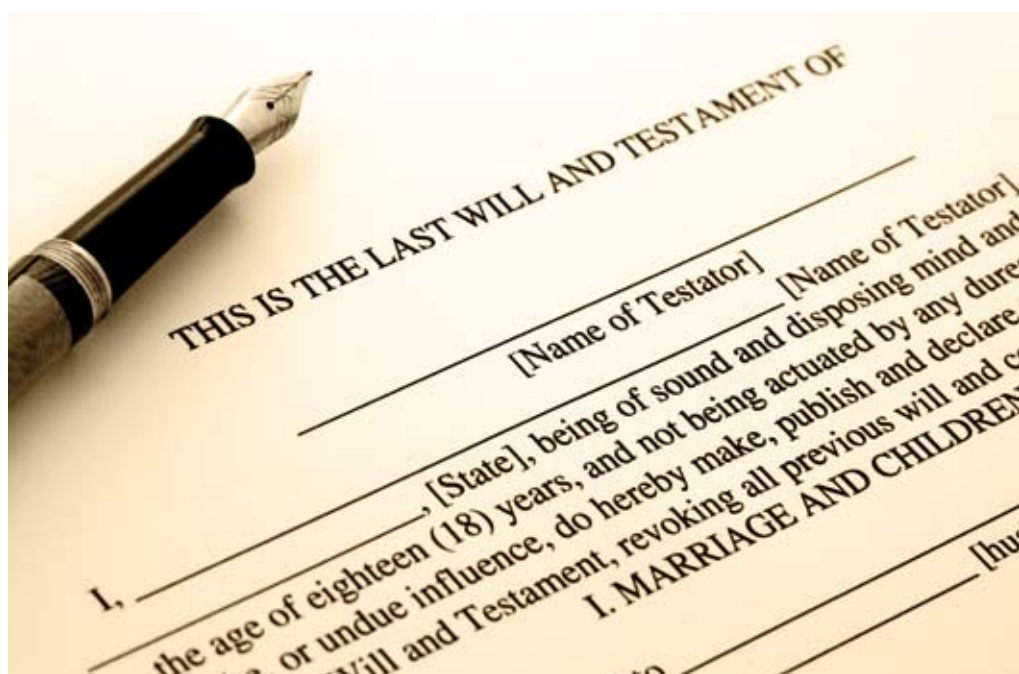 THIS IS THE LAST WILL AND TESTAMENT OF
[Name of Testator]
I, [Name of Testator]
, [State], being of sound and disposing mind and
the age of eighteen (18) years, and not being actuated by any
or undue influence, do hereby make, publish and declare
Will and Testament, revoking all previous will and
I. MARRIAGE AND CHILDREN
to